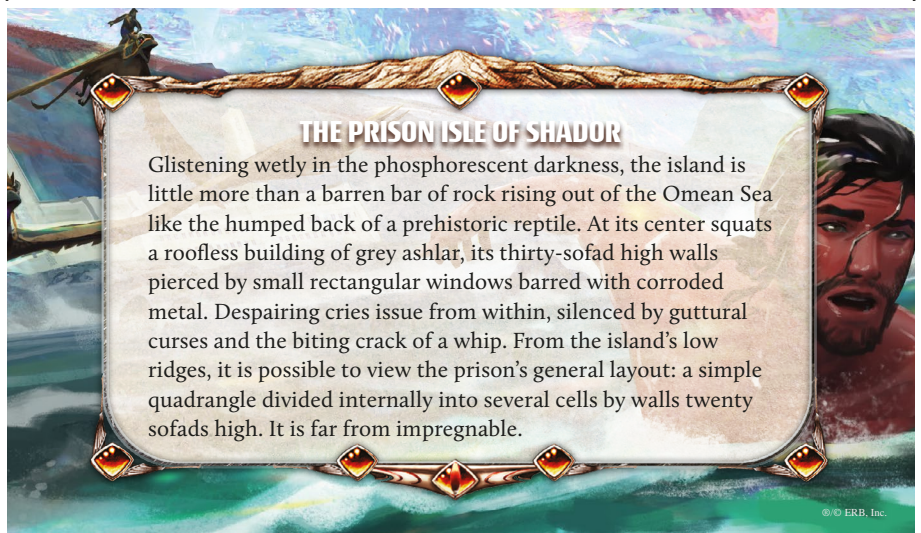 THE PRISON ISLE OF SHADOR
Glistening wetly in the phosphorescent darkness, the island is
little more than a barren bar of rock rising out of the Omean Sea
like the humped back of a prehistoric reptile. At its center squats
a roofless building of grey ashlar, its thirty-sofad high walls
pierced by small rectangular windows barred with corroded
metal. Despairing cries issue from within, silenced by guttural
curses and the biting crack of a whip. From the island’s low
ridges, it is possible to view the prison’s general layout: a simple
quadrangle divided internally into several cells by walls twenty
sofads high. It is far from impregnable.
®/© ERB, Inc.